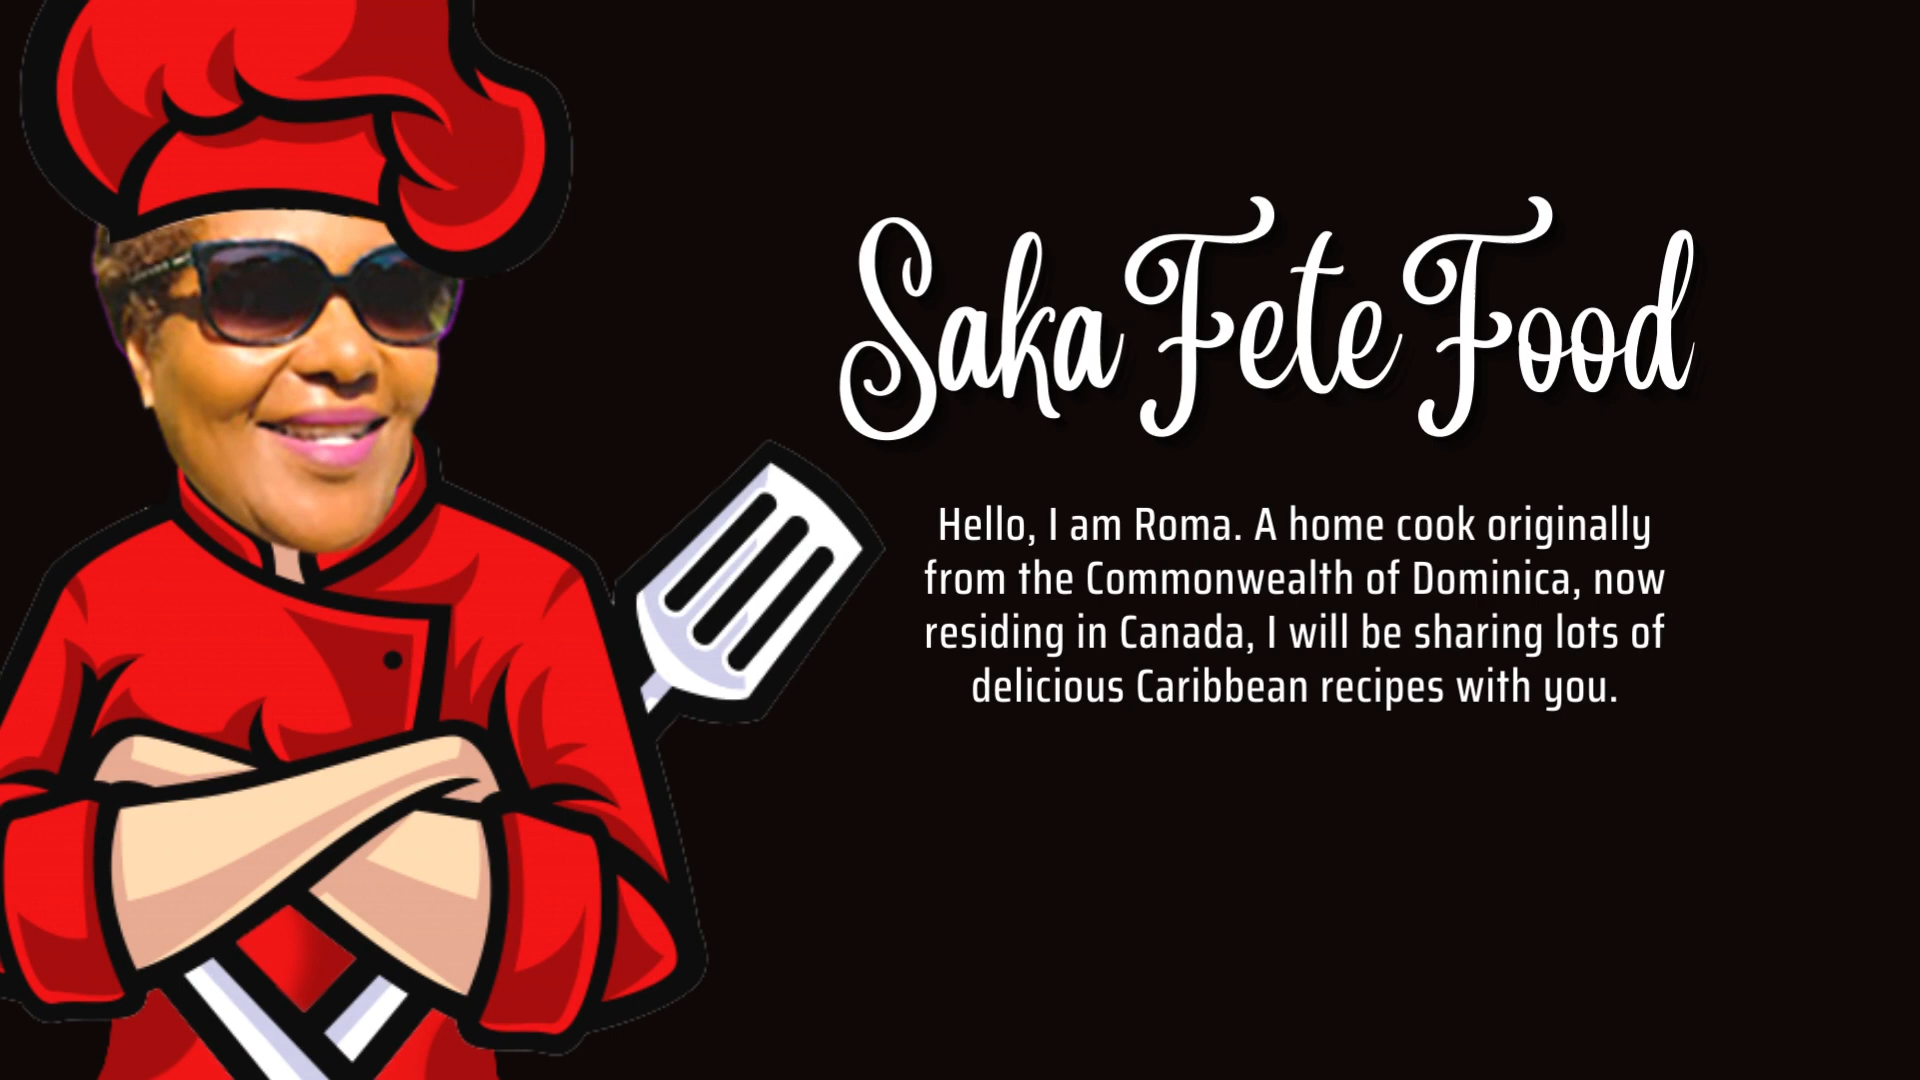 Saka Fete Food
Hello, I am Roma. A home cook originally
from the Commonwealth of Dominica, now
residing in Canada, I will be sharing lots of
delicious Caribbean recipes with you.